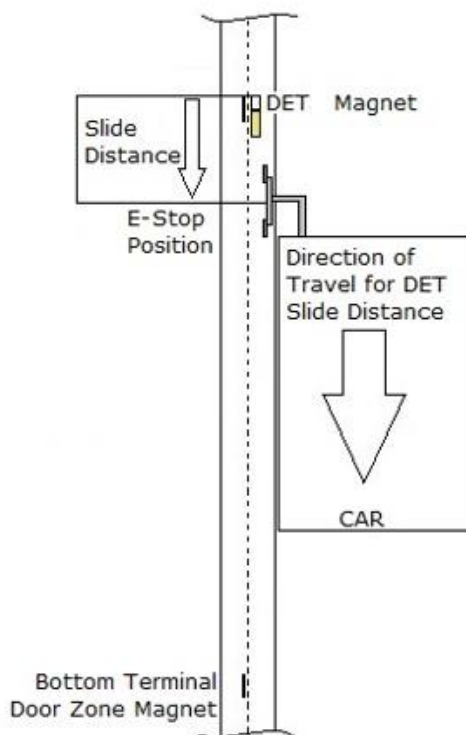 DET Magnet
Slide
Distance
E-Stop
Position
Direction of
Travel for DET
Slide Distance
CAR
Bottom Terminal
Door Zone Magnet